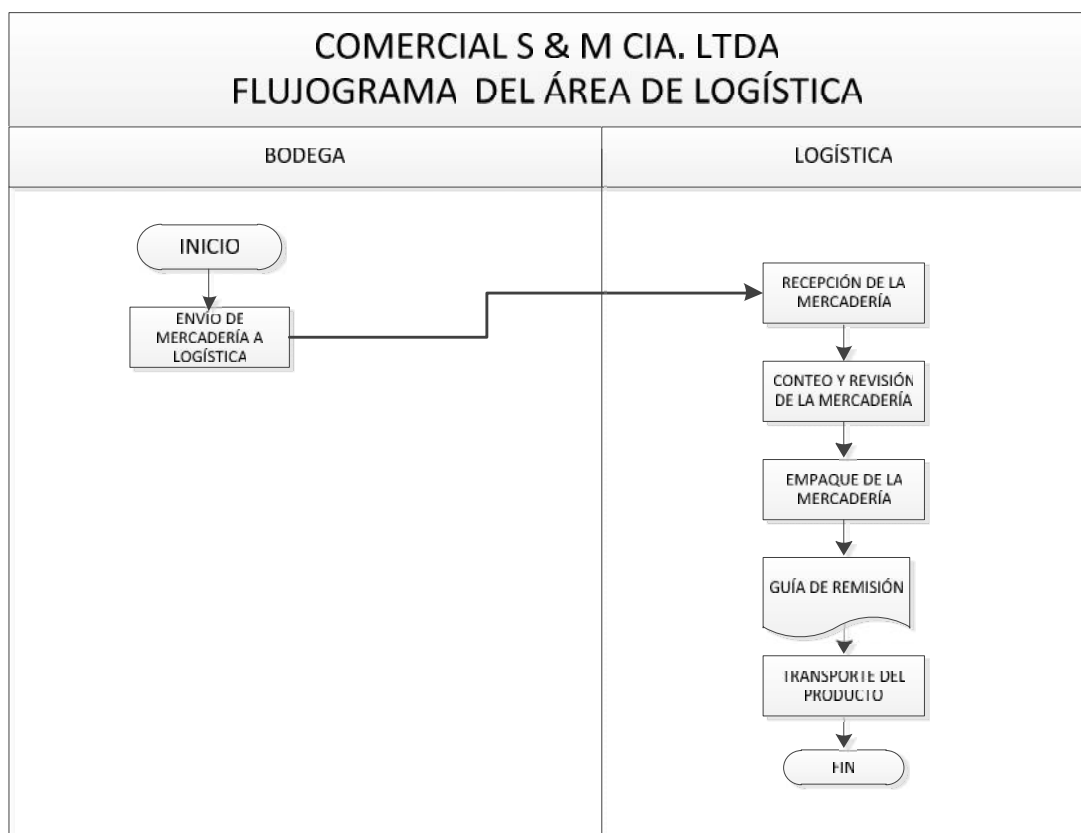 COMERCIAL S & M CIA. LTDA
FLUJOGRAMA DEL ÁREA DE LOGÍSTICA
BODEGA
LOGÍSTICA
INICIO
ENVÍO DE
MERCADERÍA A
LOGÍSTICA
RECEPCIÓN DE LA
MERCADERÍA
CONTEO Y REVISIÓN
DE LA MERCADERÍA
EMPAQUE DE LA
MERCADERÍA
GUÍA DE REMISIÓN
TRANSPORTE DEL
PRODUCTO
FIN